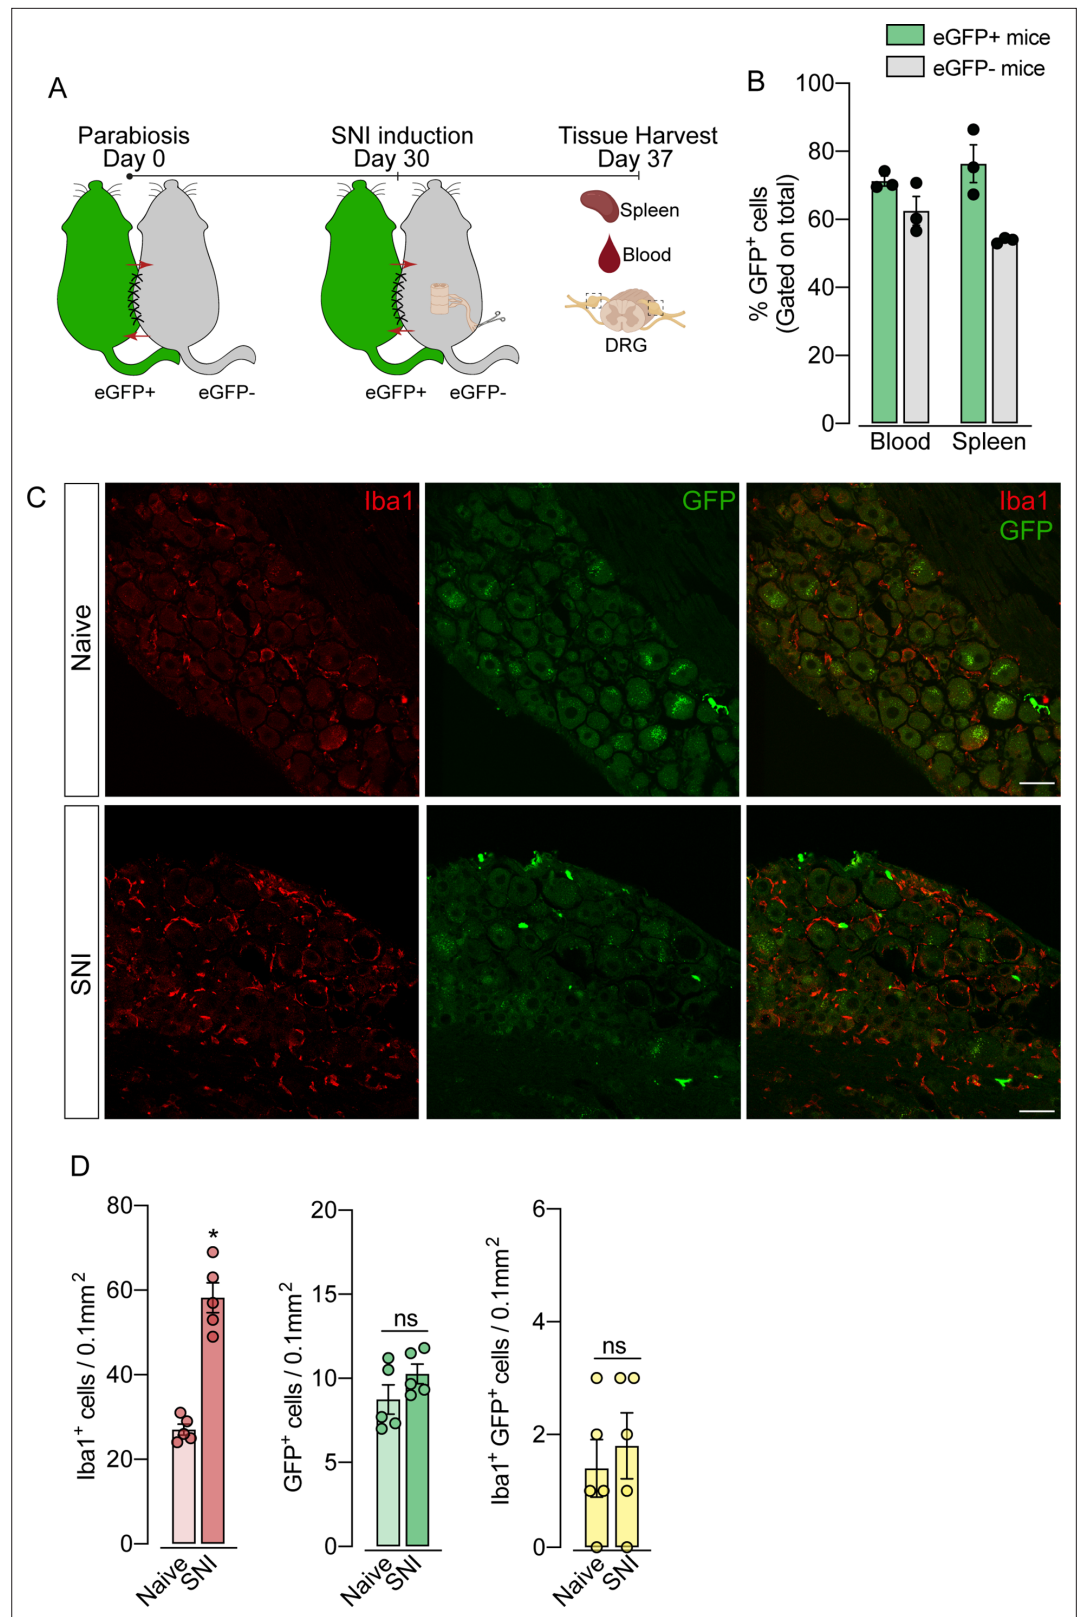 eGFP+ mice
eGFP- mice
A
Parabiosis
Day 0
SNI induction
Day 30
Tissue Harvest
Day 37
Spleen
Blood
DRG
eGFP+
eGFP-
eGFP+
eGFP-
B
% GFP⁺ cells
(Gated on total)
100
80
60
40
20
0
Blood
Spleen
C
Naive
Iba1
GFP
Iba1
GFP
SNI
D
Iba1⁺ cells / 0.1mm²
80
60
40
20
0
*
Naive
SNI
GFP⁺ cells / 0.1mm²
20
15
10
5
0
ns
Naive
SNI
Iba1⁺ GFP⁺ cells / 0.1mm²
6
4
2
0
ns
Naive
SNI